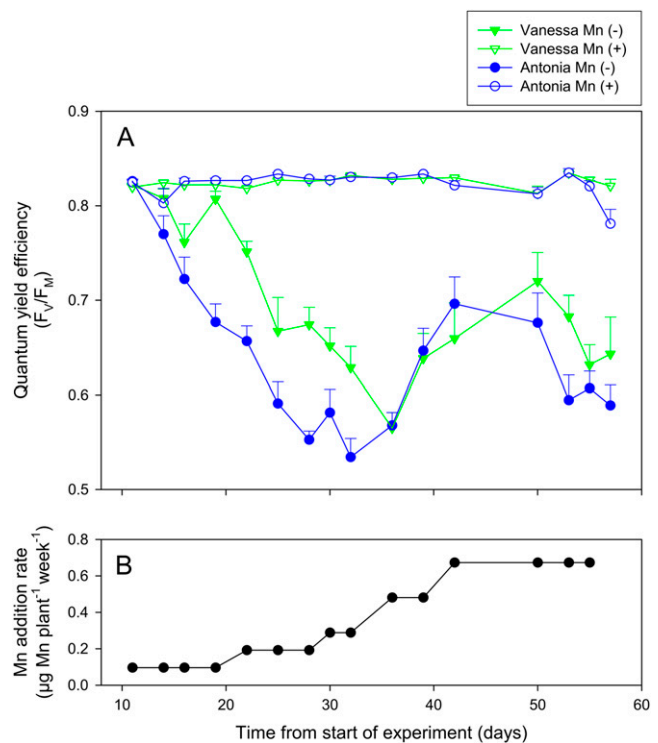 Vanessa Mn (-)
Vanessa Mn (+)
Antonia Mn (-)
Antonia Mn (+)
A
0.9
0.8
0.7
0.6
0.5
Quantum yield efficiency
(FV/FM)
B
0.8
0.6
0.4
0.2
0.0
Mn addition rate
(µg Mn plant⁻¹ week⁻¹)
10 20 30 40 50 60
Time from start of experiment (days)